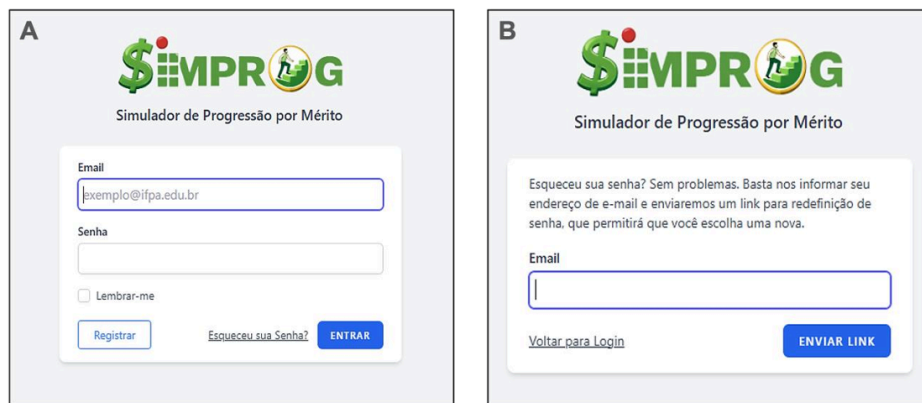 A
SIMPROG
Simulador de Progressão por Mérito
Email
exemplo@ifpa.edu.br
Senha
Lembrar-me
Registrar
Esqueceu sua Senha?
ENTRAR
B
SIMPROG
Simulador de Progressão por Mérito
Esqueceu sua senha? Sem problemas. Basta nos informar seu
endereço de e-mail e enviaremos um link para redefinição de
senha, que permitirá que você escolha uma nova.
Email
Voltar para Login
ENVIAR LINK